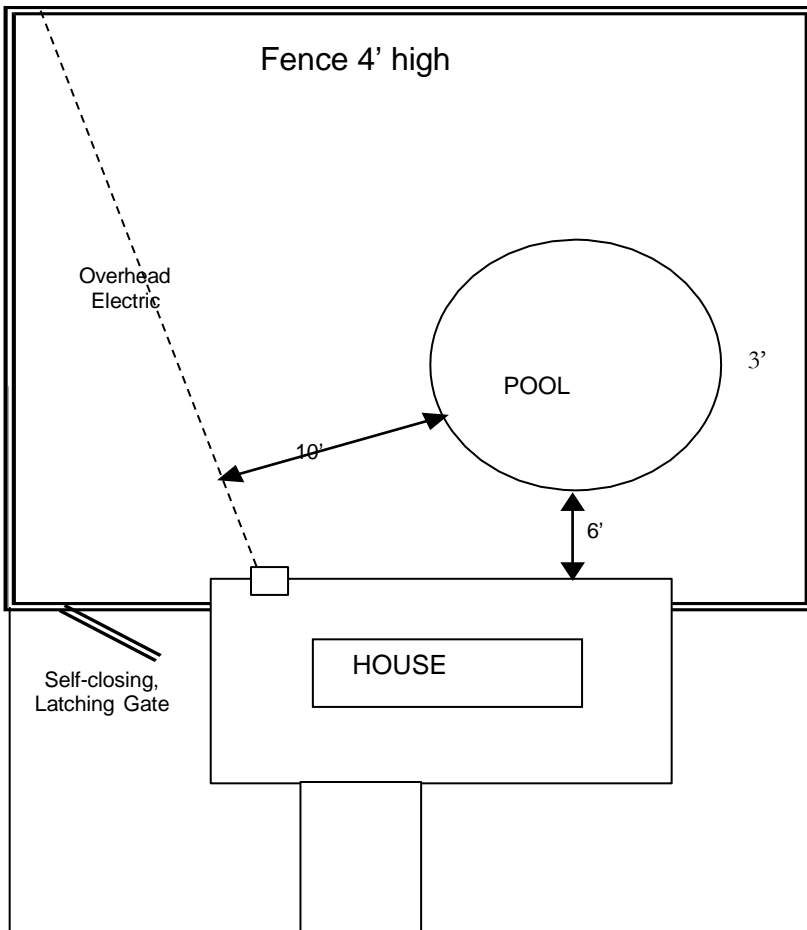 Fence 4’ high
Overhead
Electric
POOL
3’
10’
6’
HOUSE
Self-closing,
Latching Gate